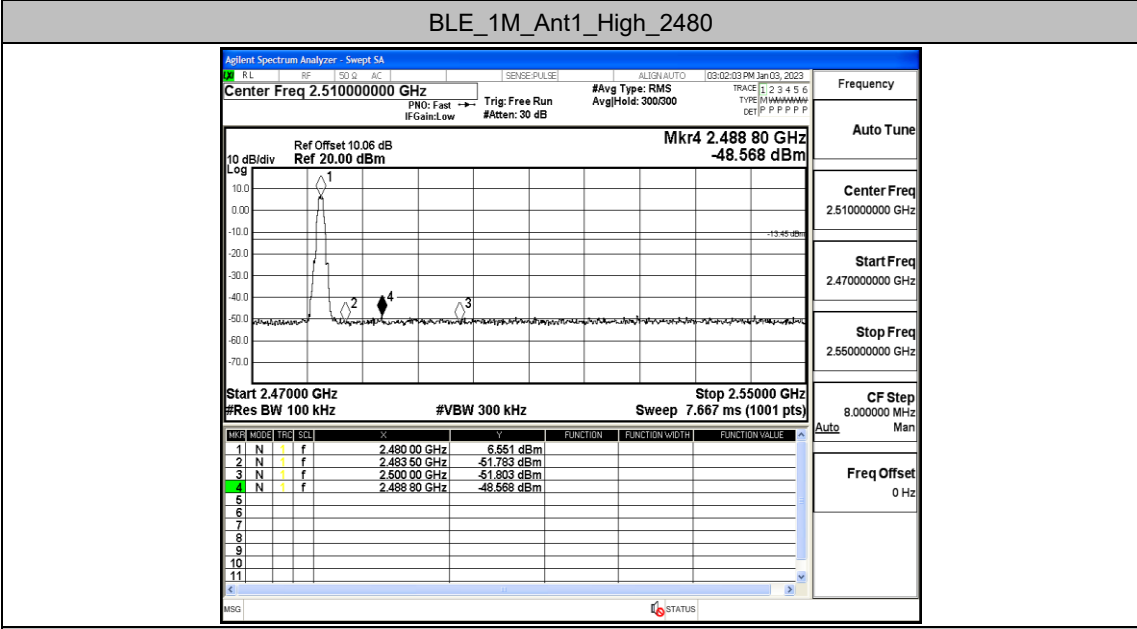 BLE_1M_Ant1_High_2480
Agilent Spectrum Analyzer - Swept SA
LXI RL RF 50 Ω AC SENSE:PULSE ALIGN AUTO 03:02:03 PM Jan 03, 2023
Center Freq 2.510000000 GHz
PNO: Fast
IFGain:Low
Trig: Free Run
#Atten: 30 dB
#Avg Type: RMS
Avg|Hold: 300/300
TRACE 1 2 3 4 5 6
TYPE M W W W W W
DET P P P P P P
Mkr4 2.488 80 GHz
-48.568 dBm
Ref Offset 10.06 dB
10 dB/div Ref 20.00 dBm
Log
10.0
0.00
-10.0
-20.0
-30.0
-40.0
-50.0
-60.0
-70.0
1
2
4
3
-13.45 dBm
Start 2.47000 GHz Stop 2.55000 GHz
#Res BW 100 kHz #VBW 300 kHz Sweep 7.667 ms (1001 pts)
MKR MODE TRC SCL X Y FUNCTION FUNCTION WIDTH FUNCTION VALUE
1 N 1 f 2.480 00 GHz 6.551 dBm
2 N 1 f 2.483 50 GHz -51.783 dBm
3 N 1 f 2.500 00 GHz -51.803 dBm
4 N 1 f 2.488 80 GHz -48.568 dBm
5
6
7
8
9
10
11
MSG STATUS
Frequency
Auto Tune
Center Freq
2.510000000 GHz
Start Freq
2.470000000 GHz
Stop Freq
2.550000000 GHz
CF Step
8.000000 MHz
Auto Man
Freq Offset
0 Hz